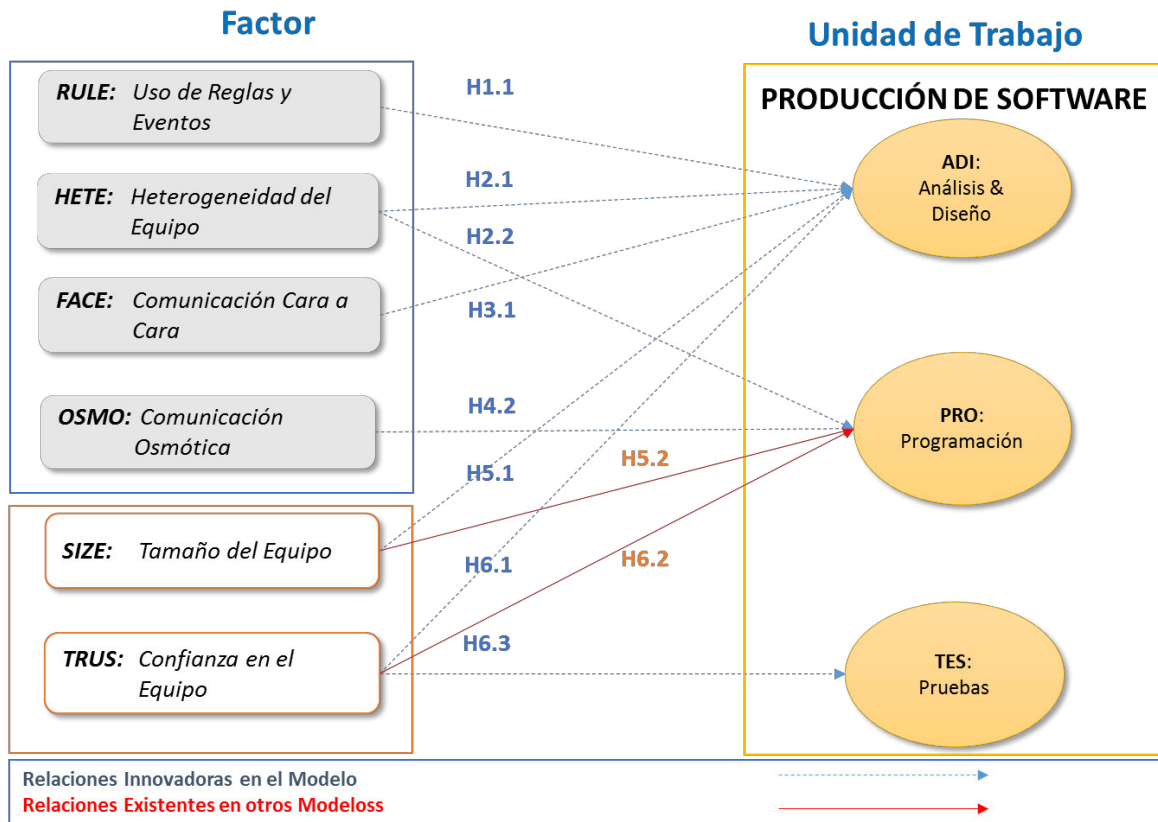 Factor
Unidad de Trabajo
RULE: Uso de Reglas y
Eventos
HETE: Heterogeneidad del
Equipo
FACE: Comunicación Cara a
Cara
OSMO: Comunicación
Osmótica
SIZE: Tamaño del Equipo
TRUS: Confianza en el
Equipo
H1.1
H2.1
H2.2
H3.1
H4.2
H5.1
H5.2
H6.1
H6.2
H6.3
PRODUCCIÓN DE SOFTWARE
ADI:
Análisis &
Diseño
PRO:
Programación
TES:
Pruebas
Relaciones Innovadoras en el Modelo
Relaciones Existentes en otros Modeloss